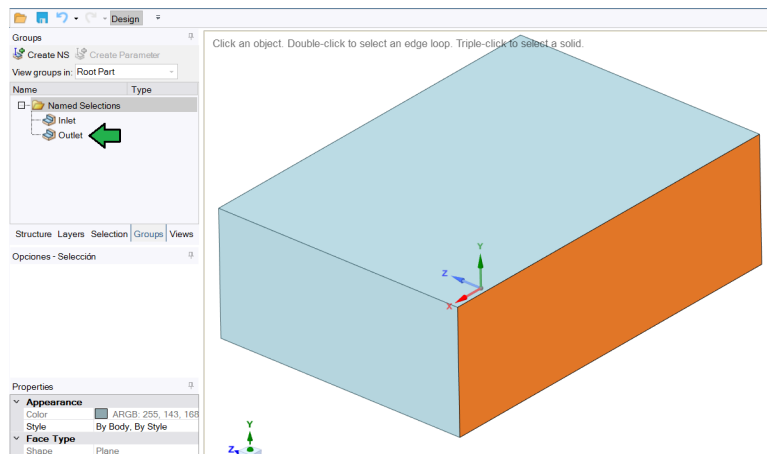 Design
Groups
Create NS Create Parameter
View groups in: Root Part
Name Type
Named Selections
Inlet
Outlet
Structure Layers Selection Groups Views
Opciones - Selección
Properties
Appearance
Color ARGB: 255, 143, 168
Style By Body, By Style
Face Type
Shape Plane
Click an object. Double-click to select an edge loop. Triple-click to select a solid.
Y
Z
X
Y
Z